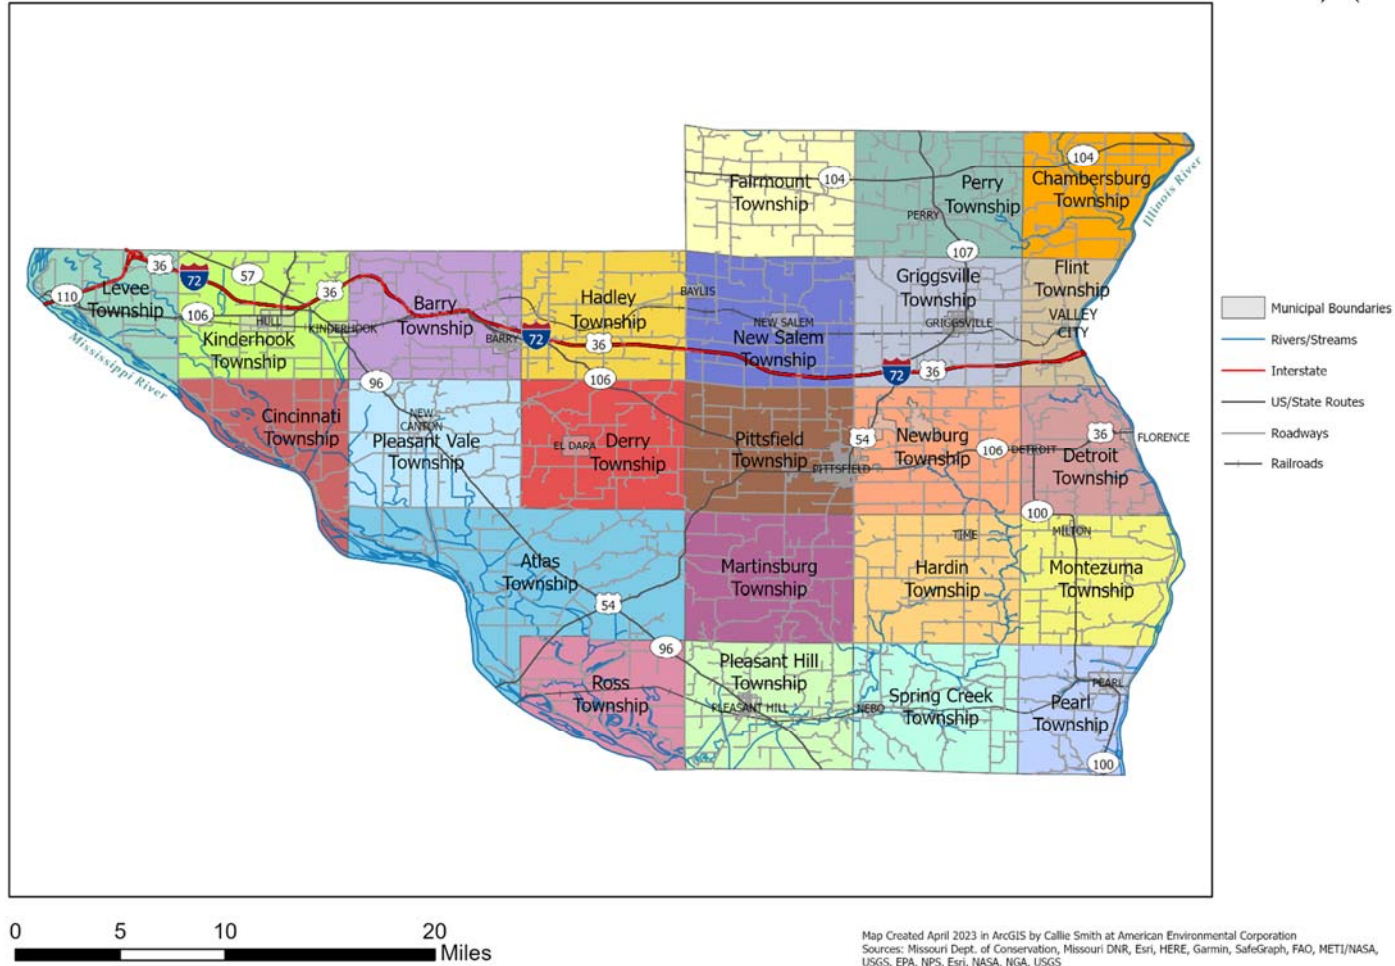 104
104
Fairmount
Township
Perry
Township
Chambersburg
Township
PERRY
Illinois River
107
36
72
57
110
Levee
Township
106
36
HULL
KINDERHOOK
Kinderhook
Township
Mississippi River
Barry
Township
BARRY
72
Hadley
Township
36
BAYLIS
NEW SALEM
New Salem
Township
Griggsville
Township
GRIGGSVILLE
Flint
Township
VALLEY
CITY
72
36
96
106
Cincinnati
Township
NEW
CANTON
Pleasant Vale
Township
EL DARA
Derry
Township
Pittsfield
Township
PITTSFIELD
54
Newburg
Township
106
DETROIT
36
FLORENCE
Detroit
Township
100
MILTON
Atlas
Township
54
Martinsburg
Township
TIME
Hardin
Township
Montezuma
Township
96
Ross
Township
Pleasant Hill
Township
PLEASANT HILL
NEBO
Spring Creek
Township
PEARL
Pearl
Township
100
Municipal Boundaries
Rivers/Streams
Interstate
US/State Routes
Roadways
Railroads
0 5 10 20
Miles
Map Created April 2023 in ArcGIS by Callie Smith at American Environmental Corporation
Sources: Missouri Dept. of Conservation, Missouri DNR, Esri, HERE, Garmin, SafeGraph, FAO, METI/NASA,
USGS, EPA, NPS, Esri, NASA, NGA, USGS